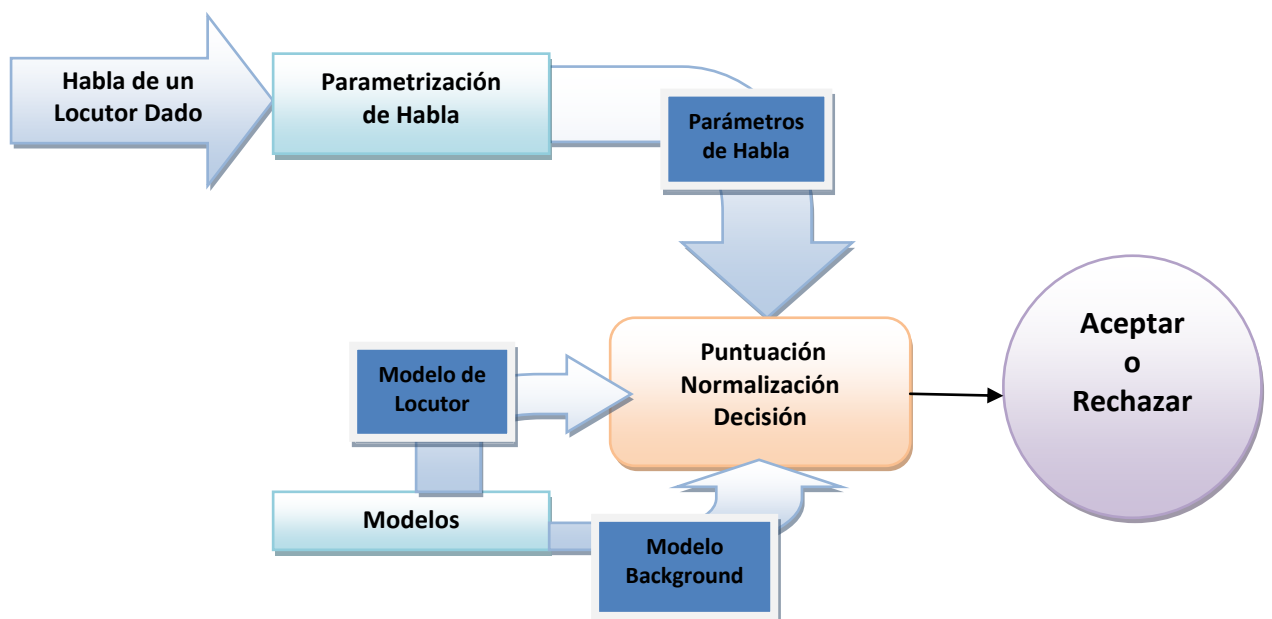 Habla de un
Locutor Dado
Parametrización
de Habla
Parámetros
de Habla
Puntuación
Normalización
Decisión
Aceptar
o
Rechazar
Modelo de
Locutor
Modelos
Modelo
Background